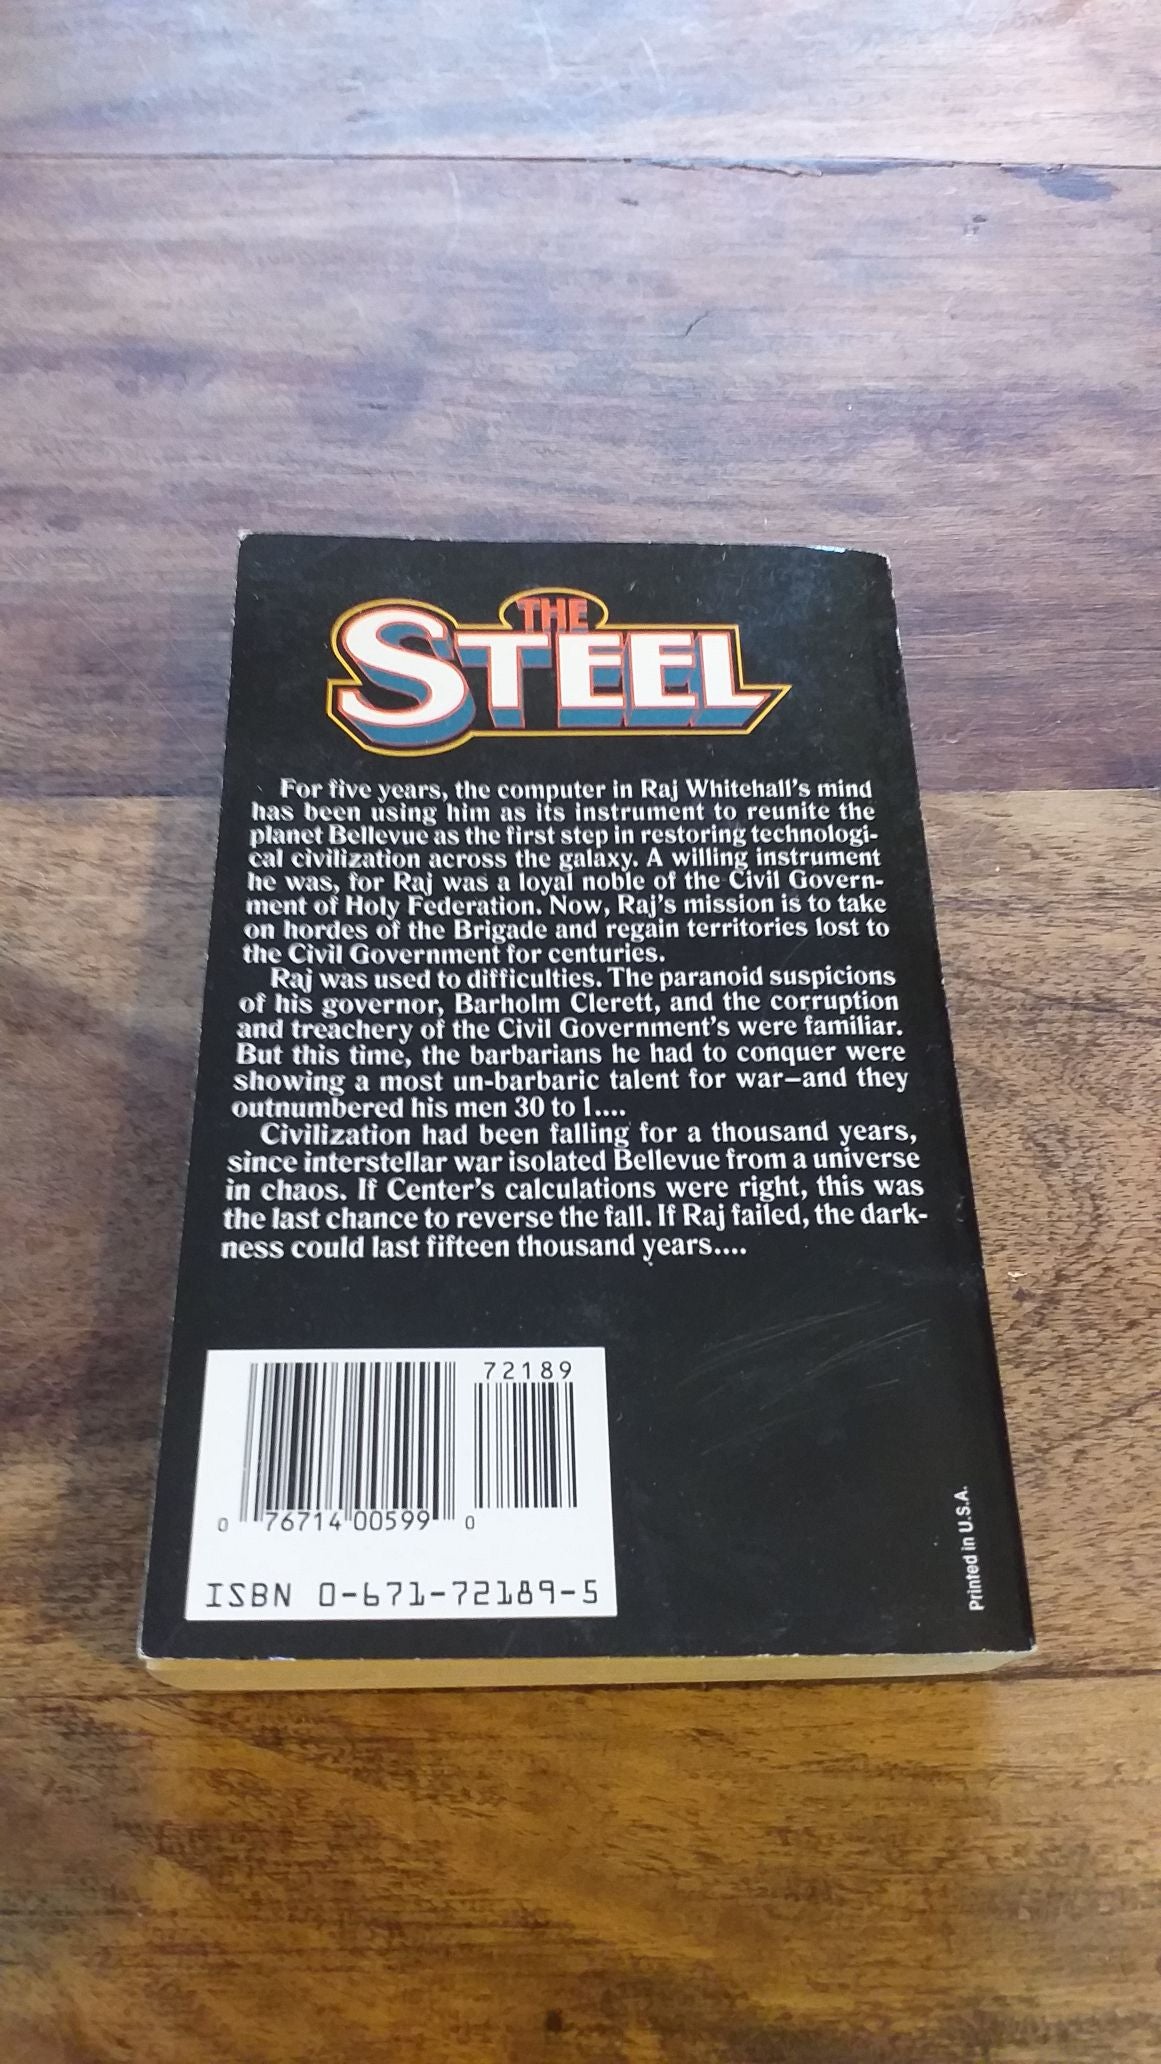 THE
STEEL
For five years, the computer in Raj Whitehall's mind
has been using him as its instrument to reunite the
planet Bellevue as the first step in restoring technologi-
cal civilization across the galaxy. A willing instrument
he was, for Raj was a loyal noble of the Civil Govern-
ment of Holy Federation. Now, Raj's mission is to take
on hordes of the Brigade and regain territories lost to
the Civil Government for centuries.
Raj was used to difficulties. The paranoid suspicions
of his governor, Barholm Clerett, and the corruption
and treachery of the Civil Government's were familiar.
But this time, the barbarians he had to conquer were
showing a most un-barbaric talent for war—and they
outnumbered his men 30 to 1....
Civilization had been falling for a thousand years,
since interstellar war isolated Bellevue from a universe
in chaos. If Center's calculations were right, this was
the last chance to reverse the fall. If Raj failed, the dark-
ness could last fifteen thousand years....
72189
0 76714 00599 0
ISBN 0-671-72189-5
Printed in U.S.A.